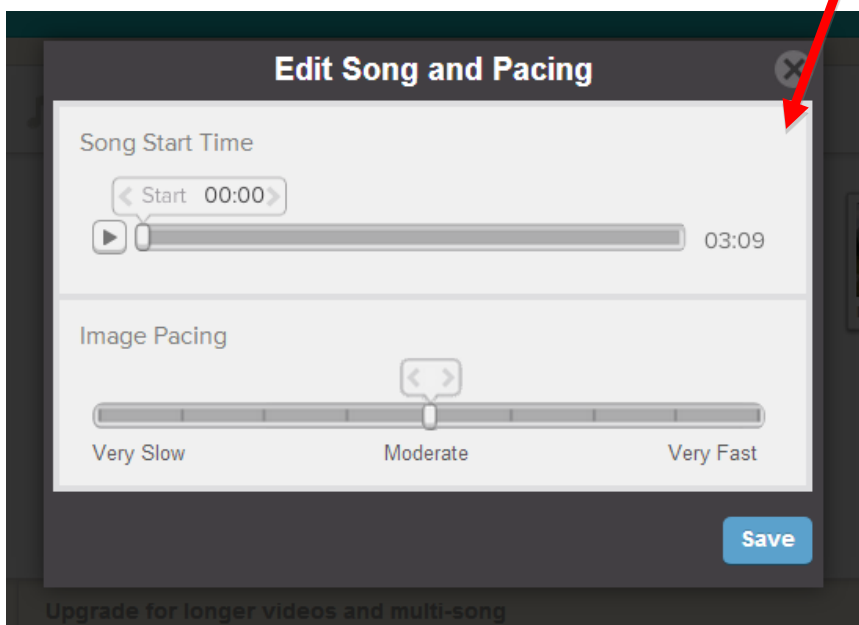 Edit Song and Pacing
Song Start Time
Start 00:00
03:09
Image Pacing
Very Slow Moderate Very Fast
Save
Upgrade for longer videos and multi-song